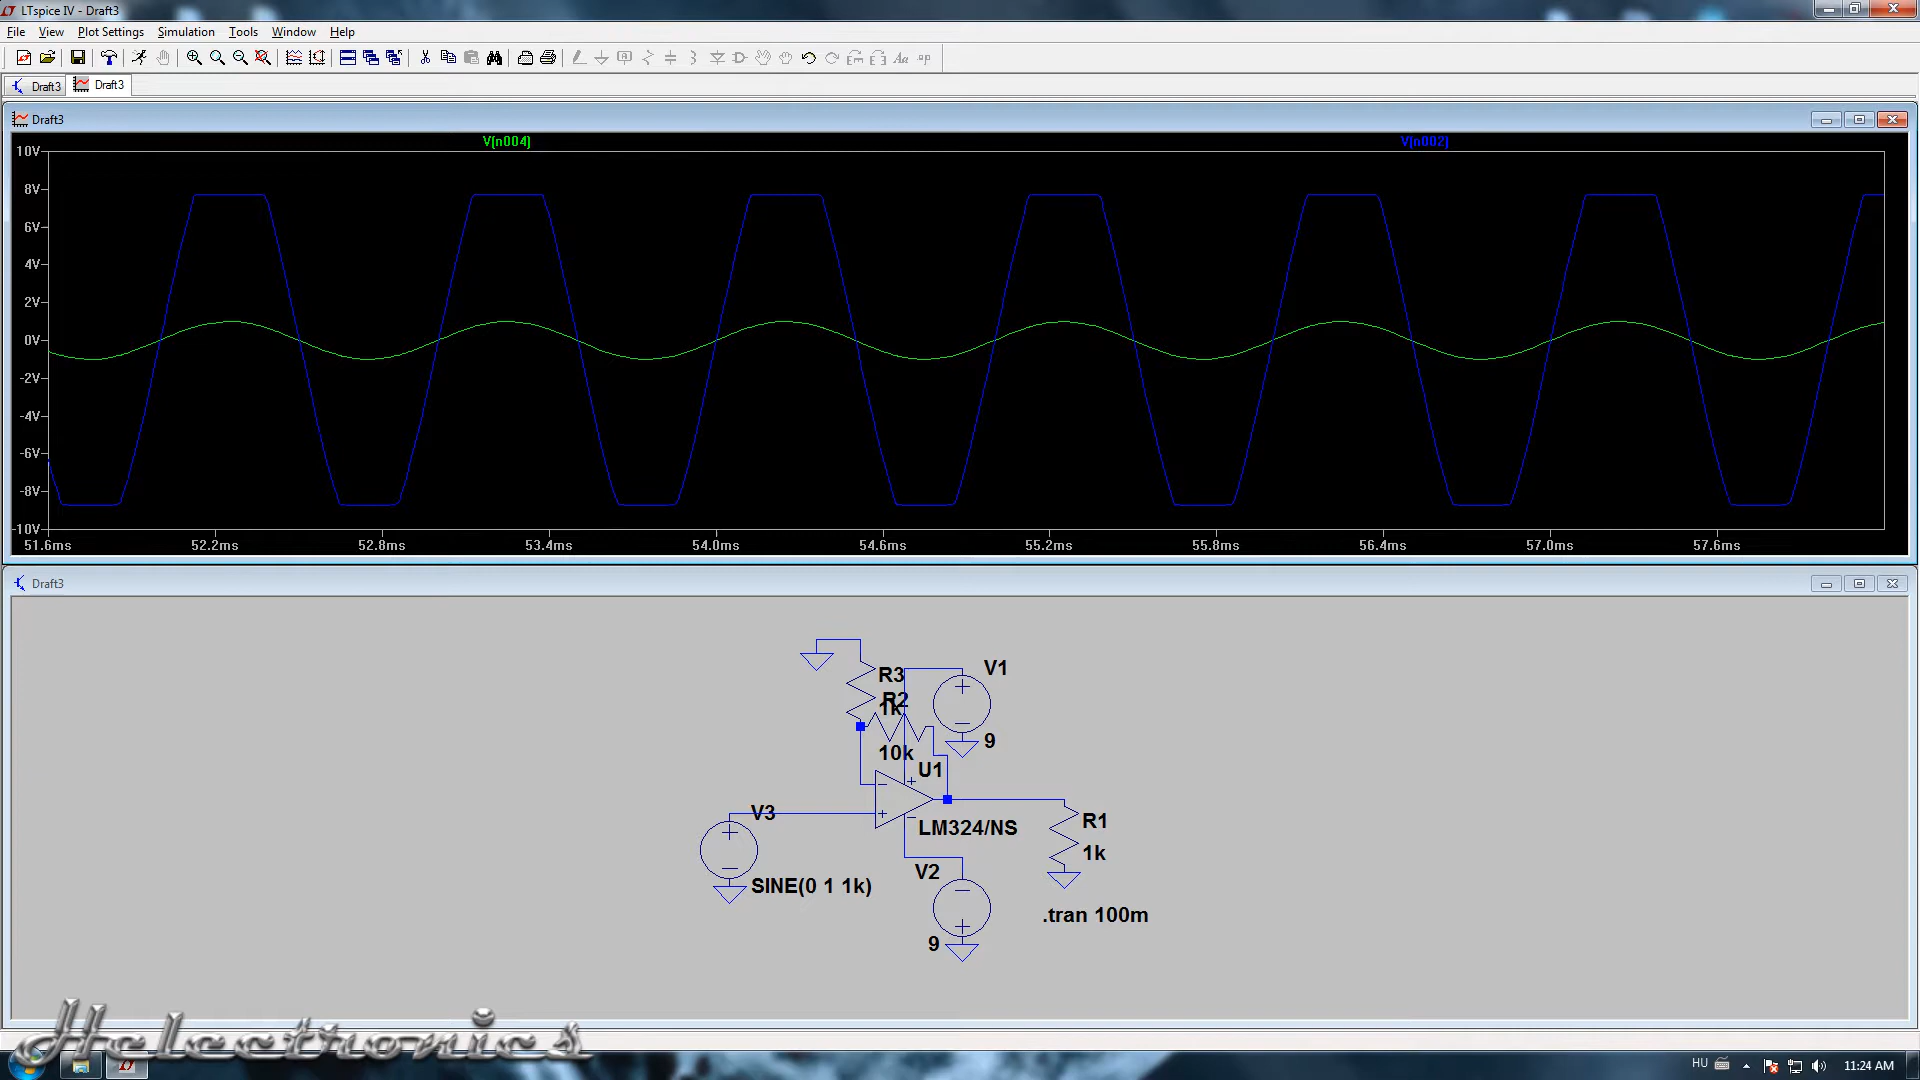 LTspice IV - Draft3
File View Plot Settings Simulation Tools Window Help
Draft3 Draft3
Draft3
V(n004) V(n002)
10V
8V
6V
4V
2V
0V
-2V
-4V
-6V
-8V
-10V
51.6ms 52.2ms 52.8ms 53.4ms 54.0ms 54.6ms 55.2ms 55.8ms 56.4ms 57.0ms 57.6ms
Draft3
R3
1k
R2
10k
V1
9
U1
LM324/NS
V3
SINE(0 1 1k)
V2
9
R1
1k
.tran 100m
Helectronics
HU 11:24 AM